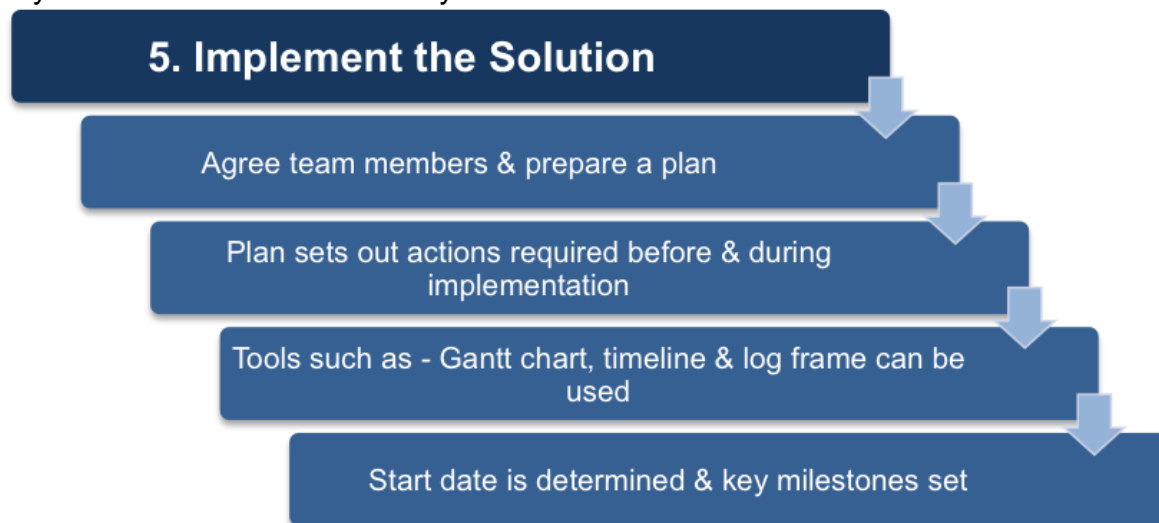 5. Implement the Solution
Agree team members & prepare a plan
Plan sets out actions required before & during
implementation
Tools such as - Gantt chart, timeline & log frame can be
used
Start date is determined & key milestones set